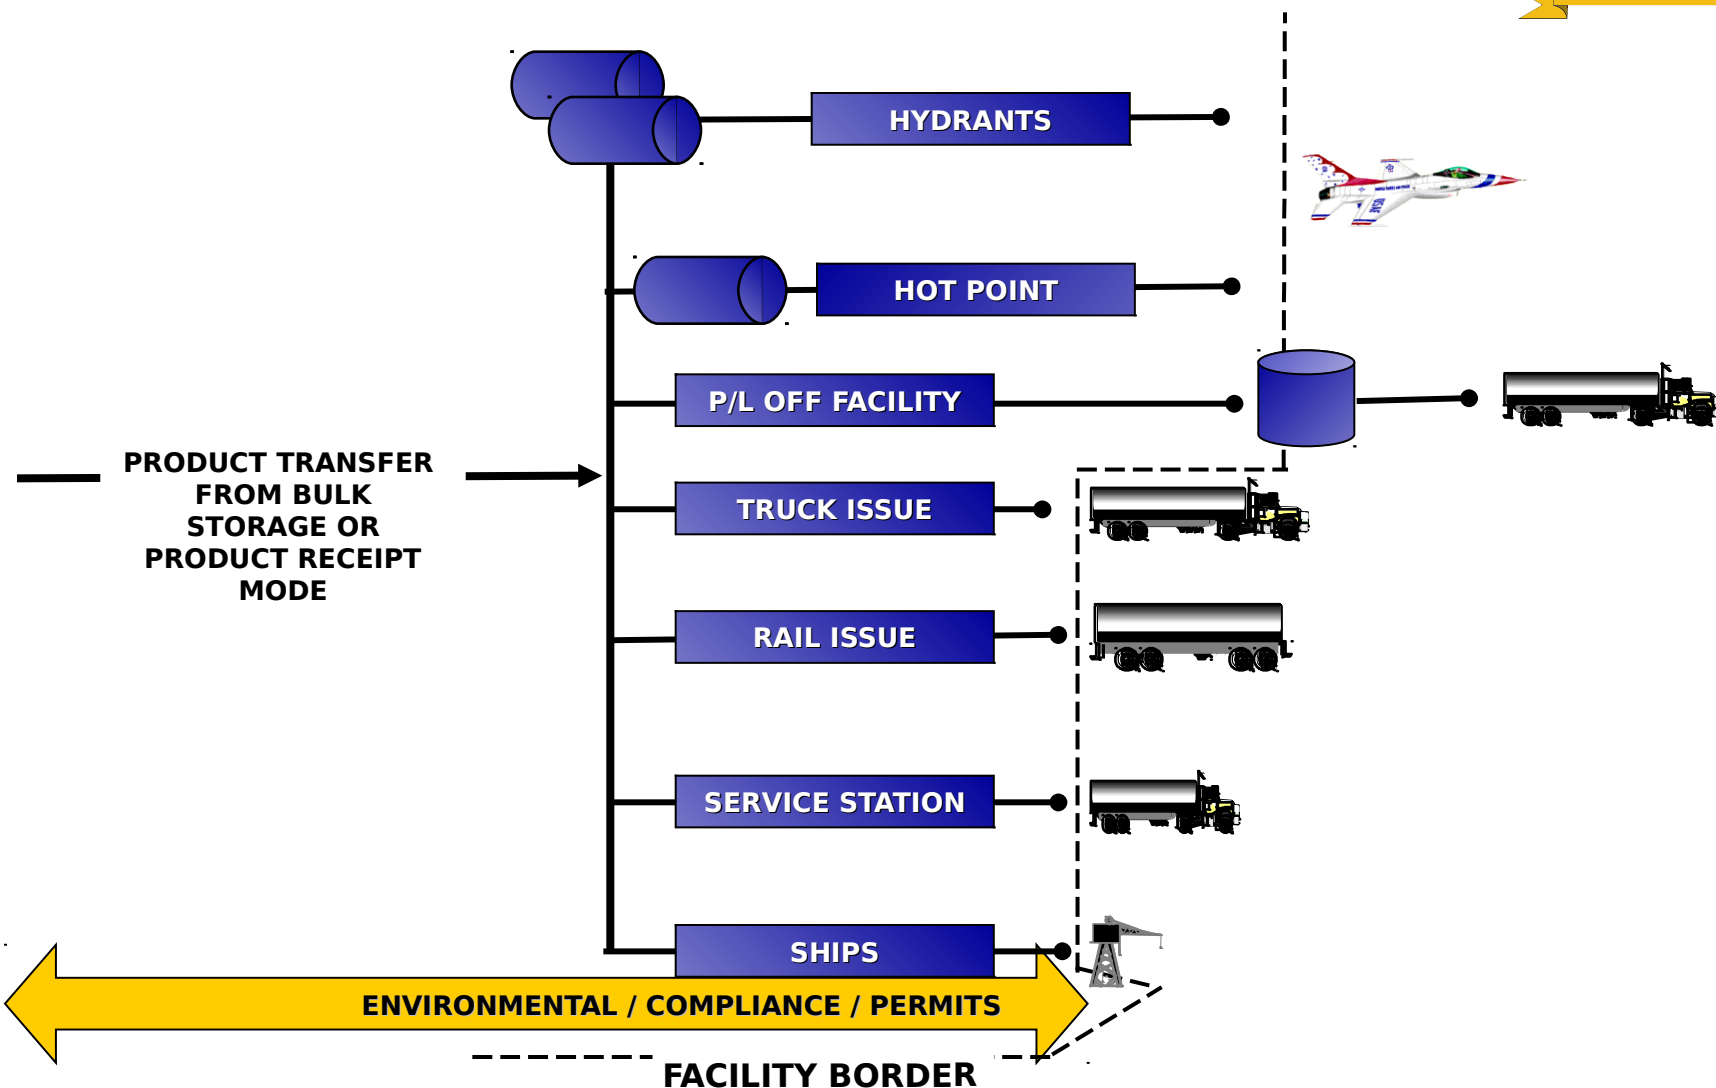 HYDRANTS
HOT POINT
P/L OFF FACILITY
PRODUCT TRANSFER
FROM BULK
STORAGE OR
PRODUCT RECEIPT
MODE
TRUCK ISSUE
RAIL ISSUE
SERVICE STATION
SHIPS
ENVIRONMENTAL / COMPLIANCE / PERMITS
FACILITY BORDER
USAF